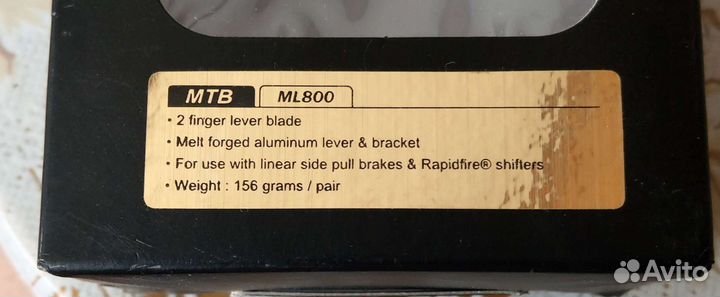 MTB ML800
• 2 finger lever blade
• Melt forged aluminum lever & bracket
• For use with linear side pull brakes & Rapidfire® shifters
• Weight : 156 grams / pair
Avito